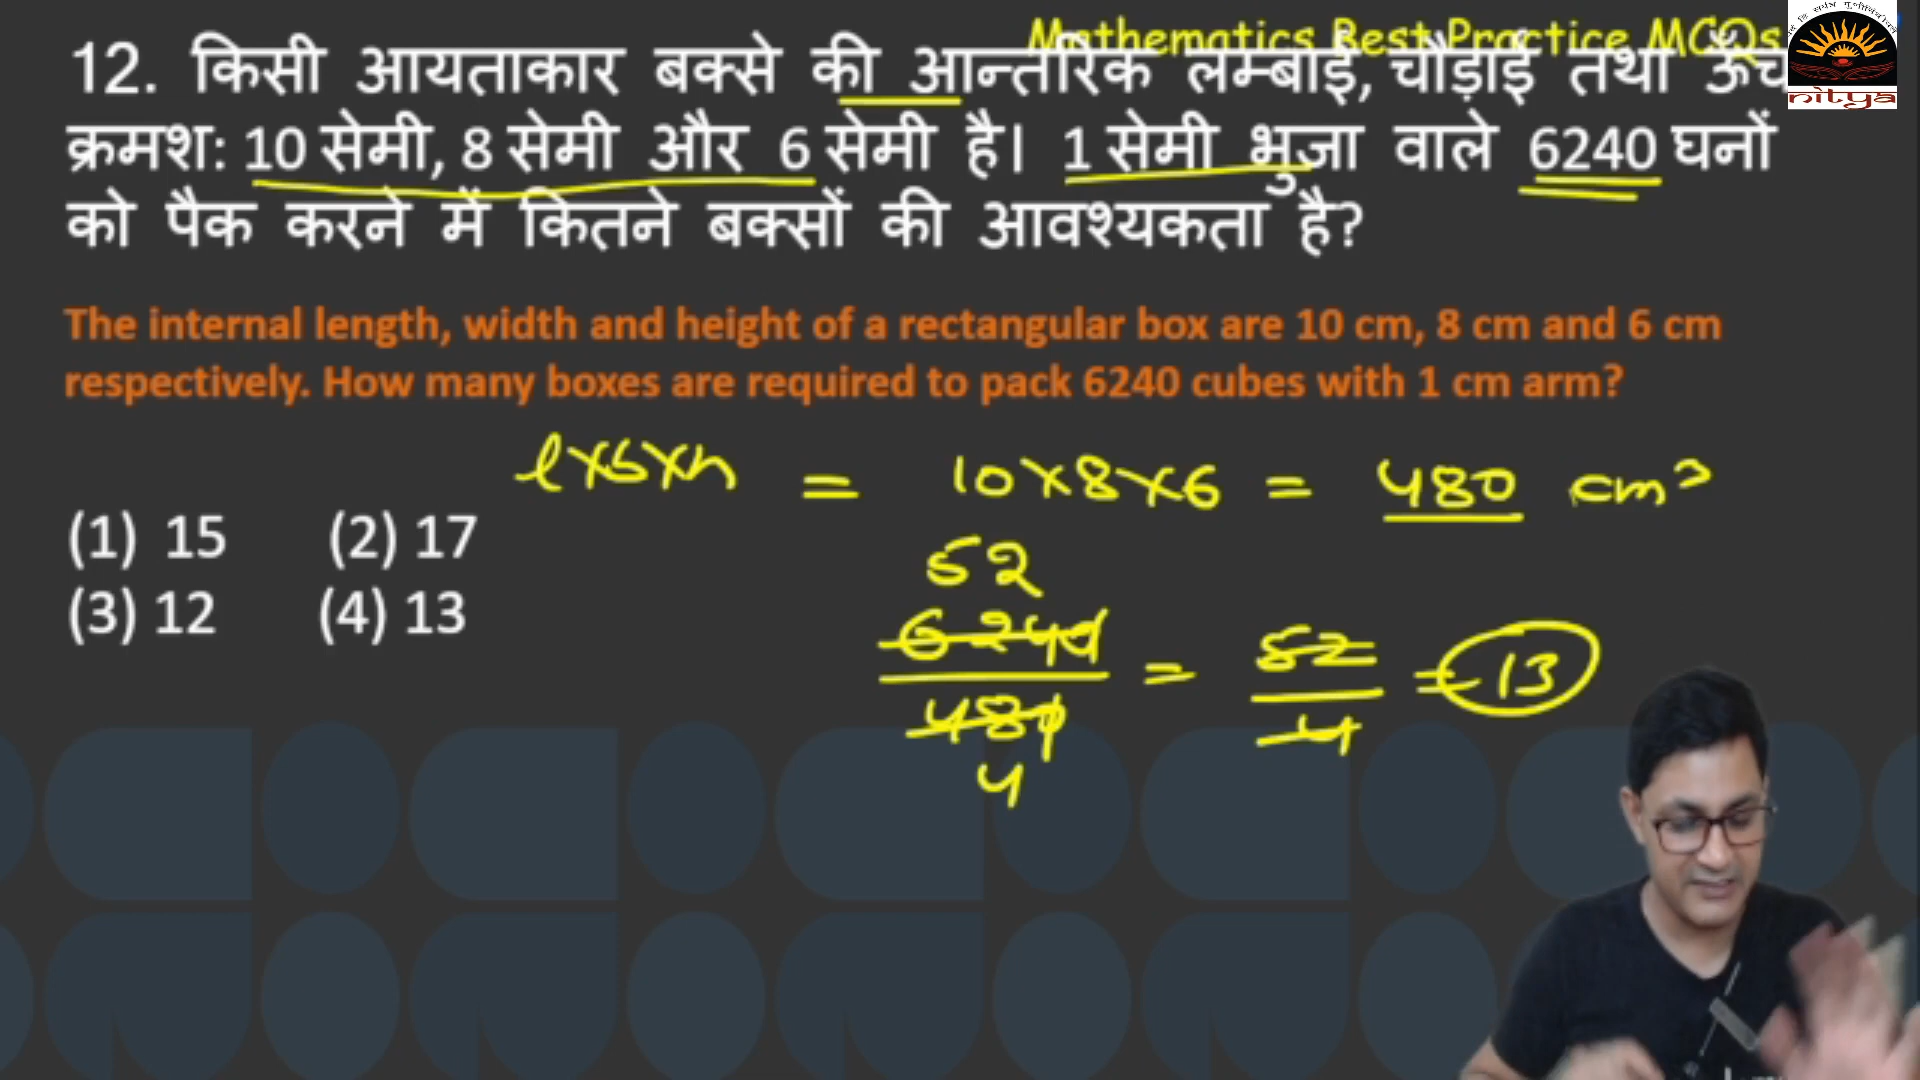 Mathematics Best Practice MCQs
12. किसी आयताकार बक्से की आन्तरिक लम्बाई, चौड़ाई तथा
क्रमश: 10 सेमी, 8 सेमी और 6 सेमी है। 1 सेमी भुजा वाले 6240 घनों
को पैक करने में कितने बक्सों की आवश्यकता है?
nitya
The internal length, width and height of a rectangular box are 10 cm, 8 cm and 6 cm
respectively. How many boxes are required to pack 6240 cubes with 1 cm arm?
l×b×h = 10×8×6 = 480 cm³
(1) 15 (2) 17
(3) 12 (4) 13
52
6240 = 52 = 13
480 4
4